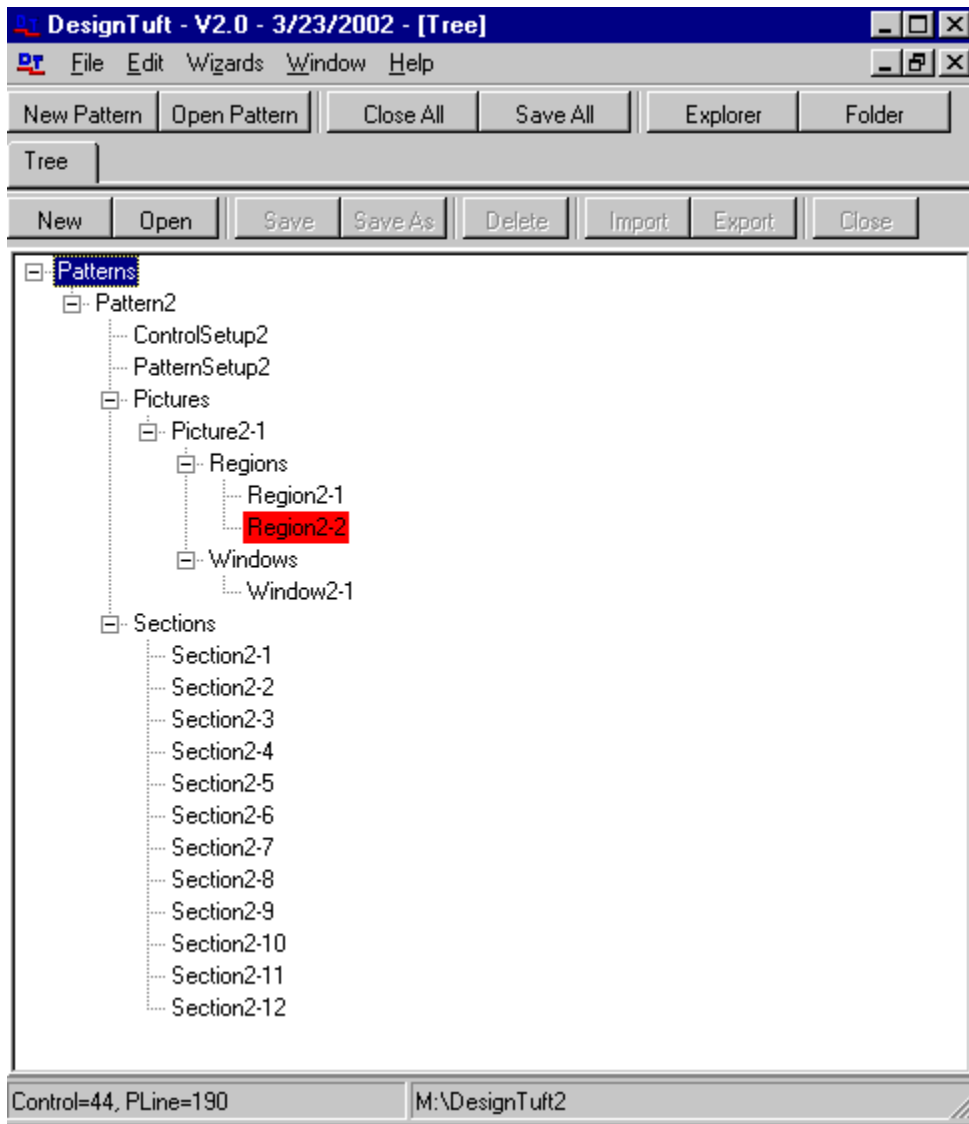 DesignTuft - V2.0 - 3/23/2002 - [Tree]
DT File Edit Wizards Window Help
New Pattern Open Pattern Close All Save All Explorer Folder
Tree
New Open Save Save As Delete Import Export Close
Patterns
Pattern2
ControlSetup2
PatternSetup2
Pictures
Picture2-1
Regions
Region2-1
Region2-2
Windows
Window2-1
Sections
Section2-1
Section2-2
Section2-3
Section2-4
Section2-5
Section2-6
Section2-7
Section2-8
Section2-9
Section2-10
Section2-11
Section2-12
Control=44, PLine=190 M:\DesignTuft2